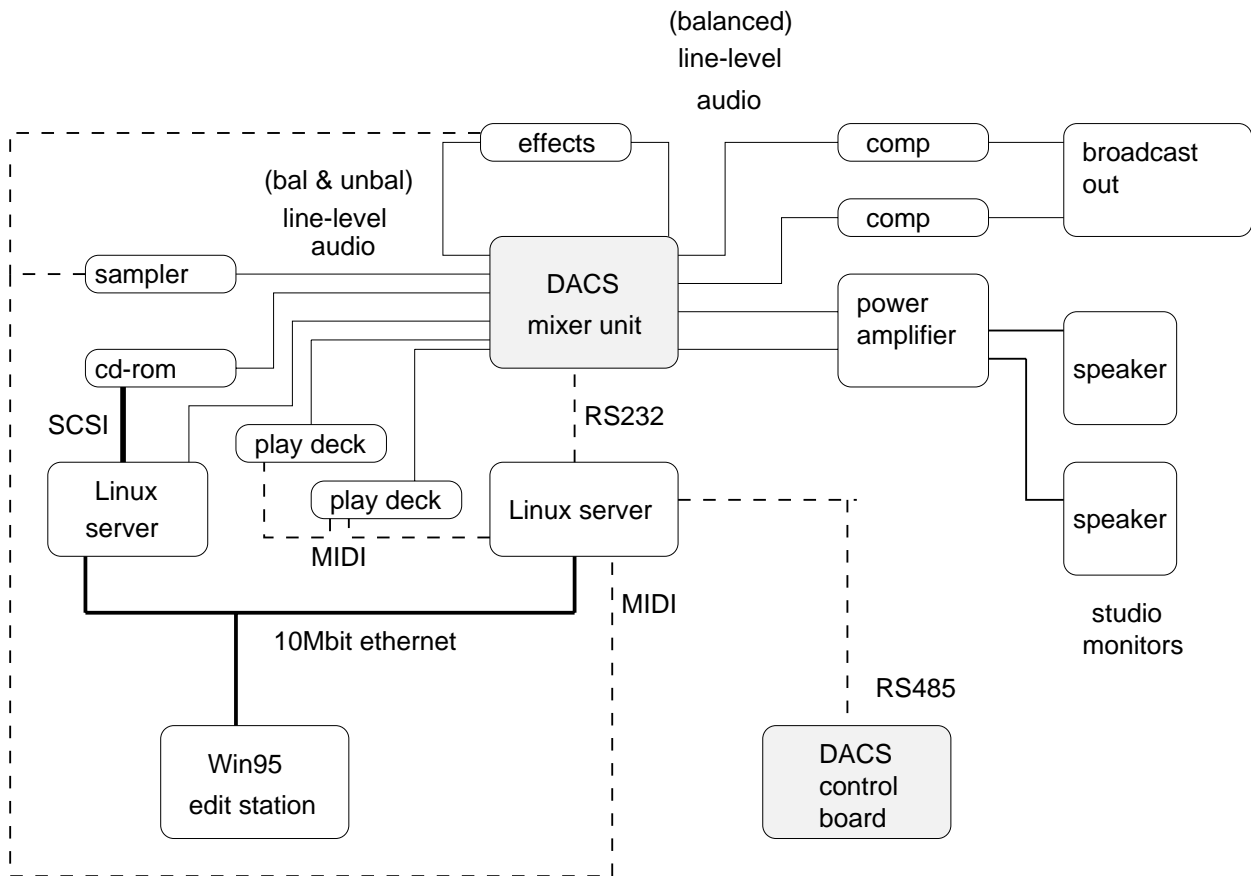 (balanced)
line-level
audio
effects
comp
broadcast
out
(bal & unbal)
line-level
audio
comp
sampler
DACS
mixer unit
power
amplifier
cd-rom
speaker
SCSI
play deck
RS232
Linux
server
play deck
Linux server
speaker
MIDI
MIDI
10Mbit ethernet
studio
monitors
RS485
Win95
edit station
DACS
control
board